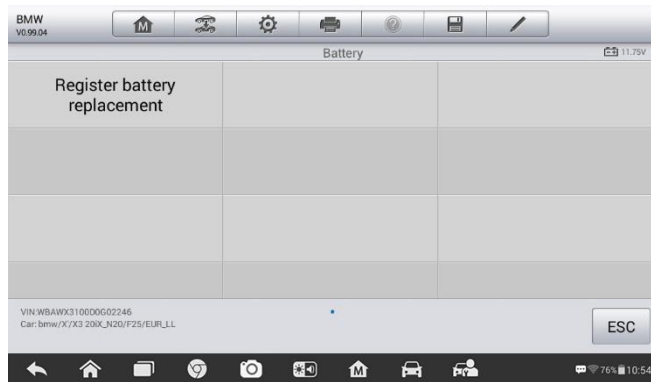 BMW
V0.99.04
M
?
Battery
11.75V
Register battery
replacement
VIN:WBAWX3100D0G02246
Car: bmw/X'/X3 20iX_N20/F25/EUR_LL
ESC
M
76% 10:54